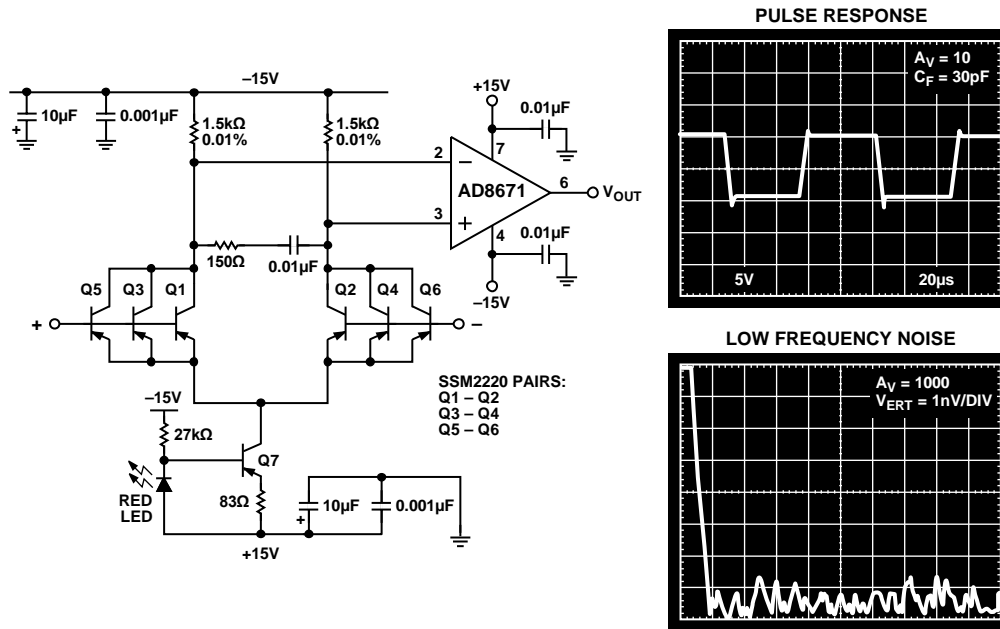 PULSE RESPONSE
A_V = 10
C_F = 30pF
5V
20µs
–15V
10µF
+
0.001µF
1.5kΩ
0.01%
1.5kΩ
0.01%
+15V
0.01µF
7
2
–
AD8671
6
V_OUT
3
+
4
0.01µF
–15V
150Ω
0.01µF
Q5
Q3
Q1
Q2
Q4
Q6
+
–
SSM2220 PAIRS:
Q1 – Q2
Q3 – Q4
Q5 – Q6
–15V
27kΩ
Q7
RED
LED
83Ω
10µF
+
0.001µF
+15V
LOW FREQUENCY NOISE
A_V = 1000
V_ERT = 1nV/DIV